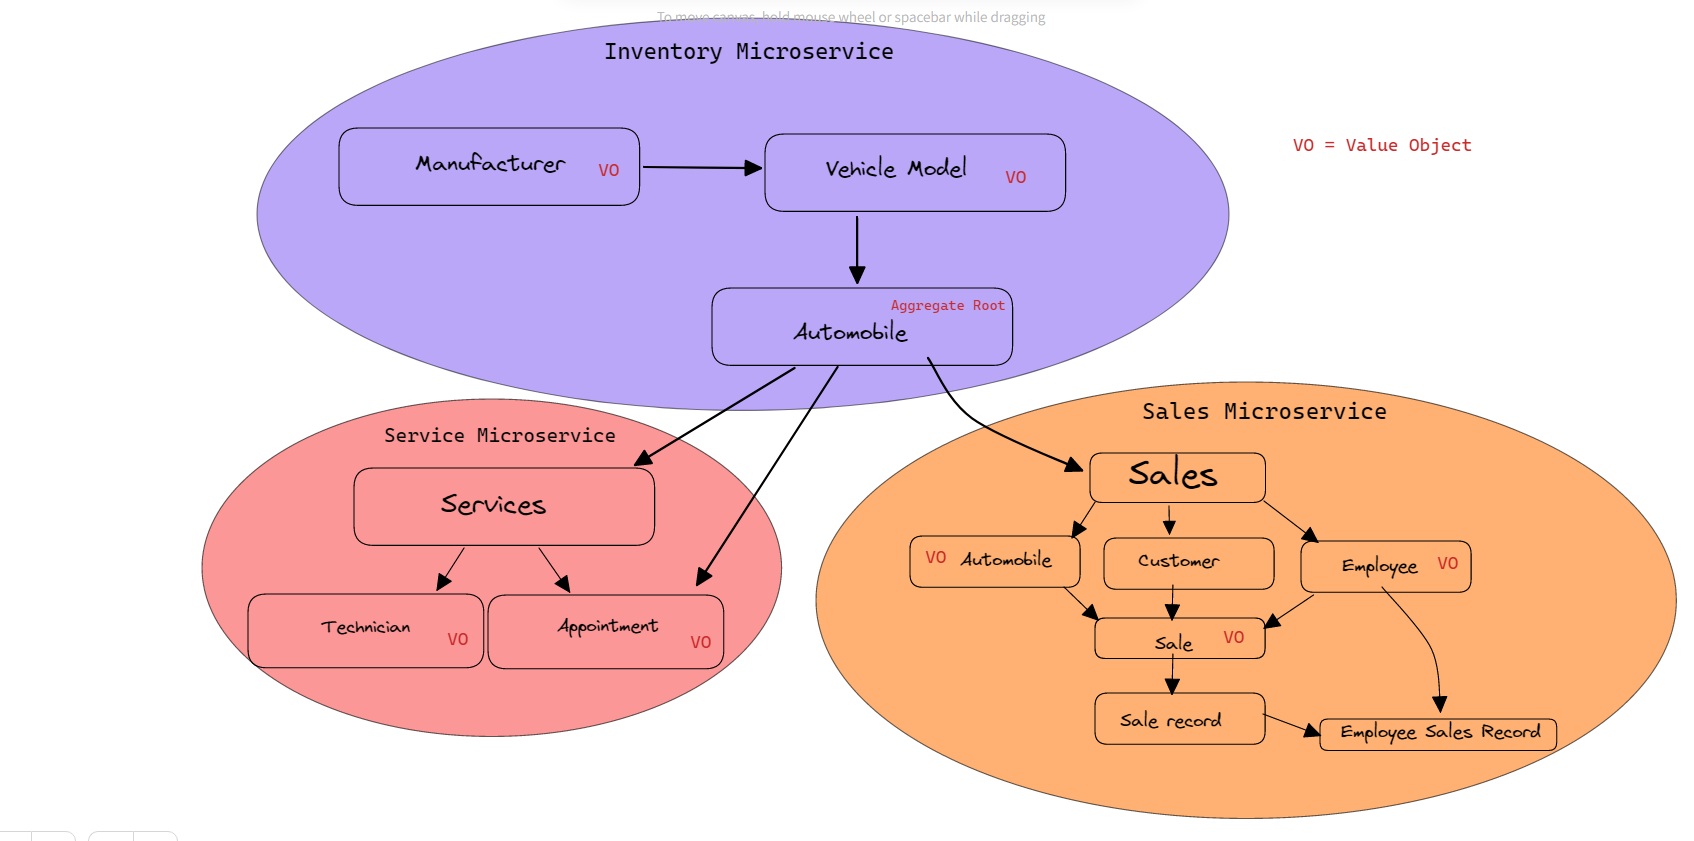 To move canvas, hold mouse wheel or spacebar while dragging
Inventory Microservice
VO = Value Object
Manufacturer VO
Vehicle Model VO
Aggregate Root
Automobile
Service Microservice
Services
Technician VO
Appointment VO
Sales Microservice
Sales
VO Automobile
Customer
Employee VO
Sale VO
Sale record
Employee Sales Record